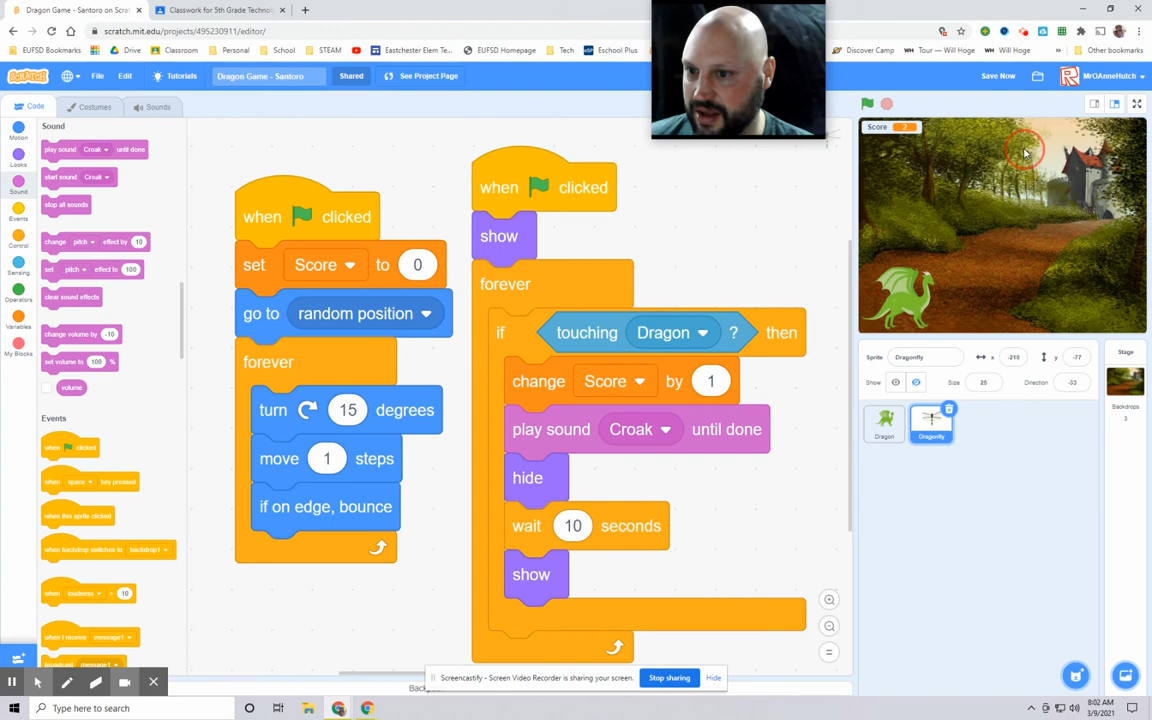 Dragon Game - Santoro on Scra
Classwork for 5th Grade Technol
scratch.mit.edu/projects/495230911/editor/
EUFSD Bookmarks
Drive
Classroom
Personal
School
STEAM
Eastchester Elem Te
EUFSD Homepage
Tech
Eschool Plus
Discover Camp
Tour — Will Hoge
Will Hoge
Other bookmarks
SCRATCH
File
Edit
Tutorials
Dragon Game - Santoro
Shared
See Project Page
Save Now
MrOAnneHutch
Code
Costumes
Sounds
Motion
Looks
Sound
Events
Control
Sensing
Operators
Variables
My Blocks
Sound
play sound Croak until done
start sound Croak
stop all sounds
change pitch effect by 10
set pitch effect to 100
clear sound effects
change volume by -10
set volume to 100 %
volume
Events
when clicked
when space key pressed
when this sprite clicked
when backdrop switches to backdrop1
when loudness > 10
when I receive message1
broadcast message1
when clicked
set Score to 0
go to random position
forever
turn 15 degrees
move 1 steps
if on edge, bounce
when clicked
show
forever
if touching Dragon ? then
change Score by 1
play sound Croak until done
hide
wait 10 seconds
show
Score 2
Sprite Dragonfly x -210 y -77
Show Size 25 Direction -33
Dragon
Dragonfly
Stage
Backdrops
3
Screencastify - Screen Video Recorder is sharing your screen.
Stop sharing
Hide
Type here to search
8:02 AM
3/9/2021